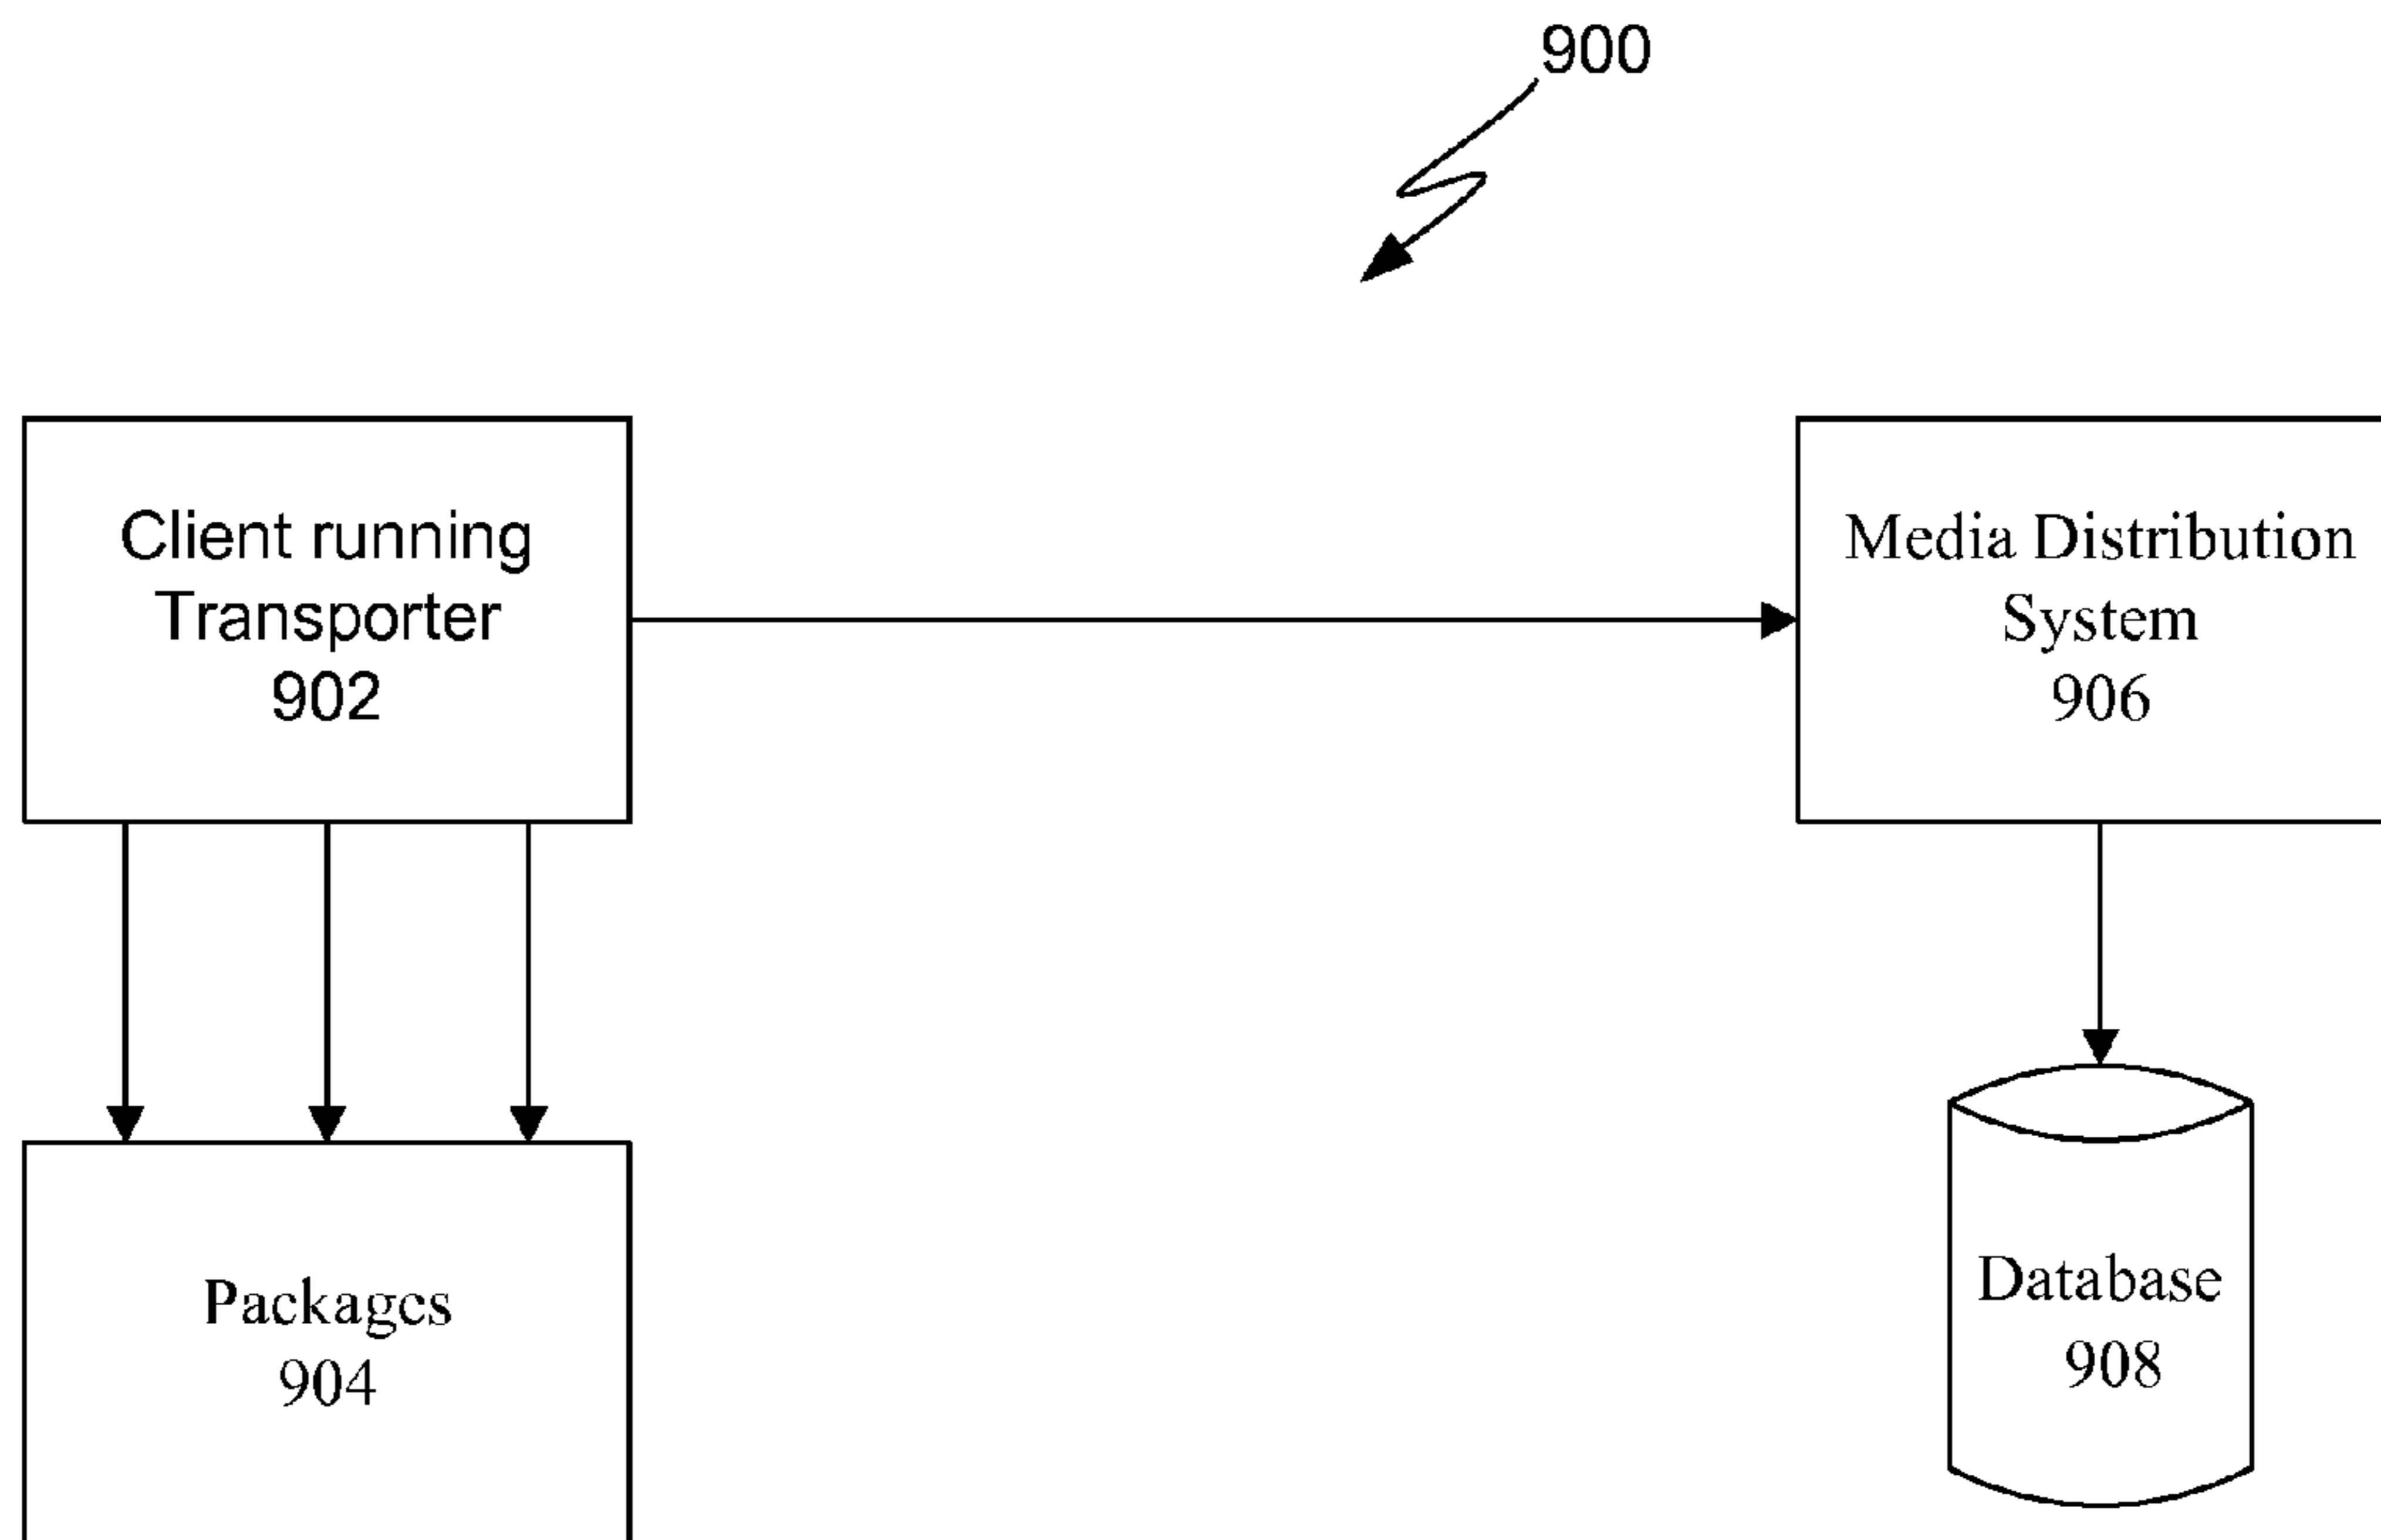 900
Client running
Transporter
902
Media Distribution
System
906
Packages
904
Database
908